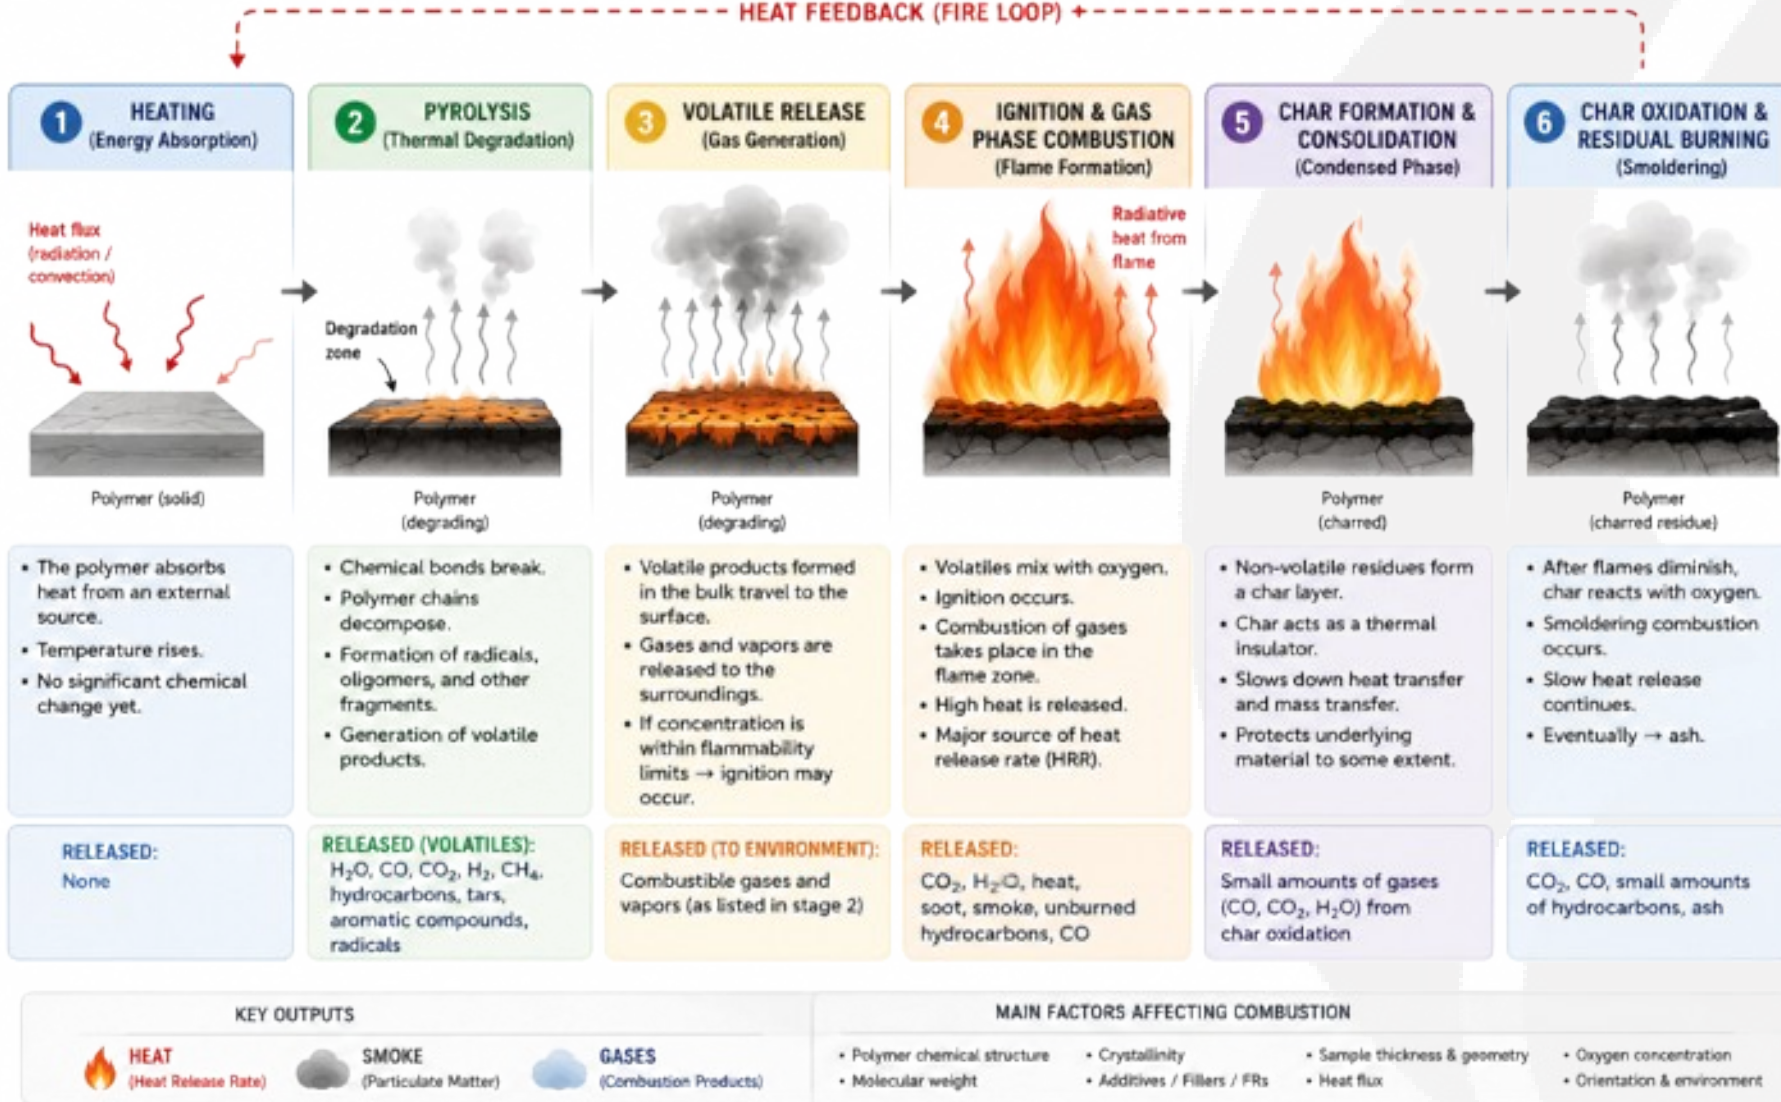 HEAT FEEDBACK (FIRE LOOP) +
1 HEATING
(Energy Absorption)
Heat flux
(radiation /
convection)
Polymer (solid)
• The polymer absorbs
heat from an external
source.
• Temperature rises.
• No significant chemical
change yet.
RELEASED:
None
2 PYROLYSIS
(Thermal Degradation)
Degradation
zone
Polymer
(degrading)
• Chemical bonds break.
• Polymer chains
decompose.
• Formation of radicals,
oligomers, and other
fragments.
• Generation of volatile
products.
RELEASED (VOLATILES):
H₂O, CO, CO₂, H₂, CH₄,
hydrocarbons, tars,
aromatic compounds,
radicals
3 VOLATILE RELEASE
(Gas Generation)
Polymer
(degrading)
• Volatile products formed
in the bulk travel to the
surface.
• Gases and vapors are
released to the
surroundings.
• If concentration is
within flammability
limits → ignition may
occur.
RELEASED (TO ENVIRONMENT):
Combustible gases and
vapors (as listed in stage 2)
4 IGNITION & GAS
PHASE COMBUSTION
(Flame Formation)
Radiative
heat from
flame
• Volatiles mix with oxygen.
• Ignition occurs.
• Combustion of gases
takes place in the
flame zone.
• High heat is released.
• Major source of heat
release rate (HRR).
RELEASED:
CO₂, H₂O, heat,
soot, smoke, unburned
hydrocarbons, CO
5 CHAR FORMATION &
CONSOLIDATION
(Condensed Phase)
Polymer
(charred)
• Non-volatile residues form
a char layer.
• Char acts as a thermal
insulator.
• Slows down heat transfer
and mass transfer.
• Protects underlying
material to some extent.
RELEASED:
Small amounts of gases
(CO, CO₂, H₂O) from
char oxidation
6 CHAR OXIDATION &
RESIDUAL BURNING
(Smoldering)
Polymer
(charred residue)
• After flames diminish,
char reacts with oxygen.
• Smoldering combustion
occurs.
• Slow heat release
continues.
• Eventually → ash.
RELEASED:
CO₂, CO, small amounts
of hydrocarbons, ash
KEY OUTPUTS
HEAT
(Heat Release Rate)
SMOKE
(Particulate Matter)
GASES
(Combustion Products)
MAIN FACTORS AFFECTING COMBUSTION
• Polymer chemical structure
• Molecular weight
• Crystallinity
• Additives / Fillers / FRs
• Sample thickness & geometry
• Heat flux
• Oxygen concentration
• Orientation & environment